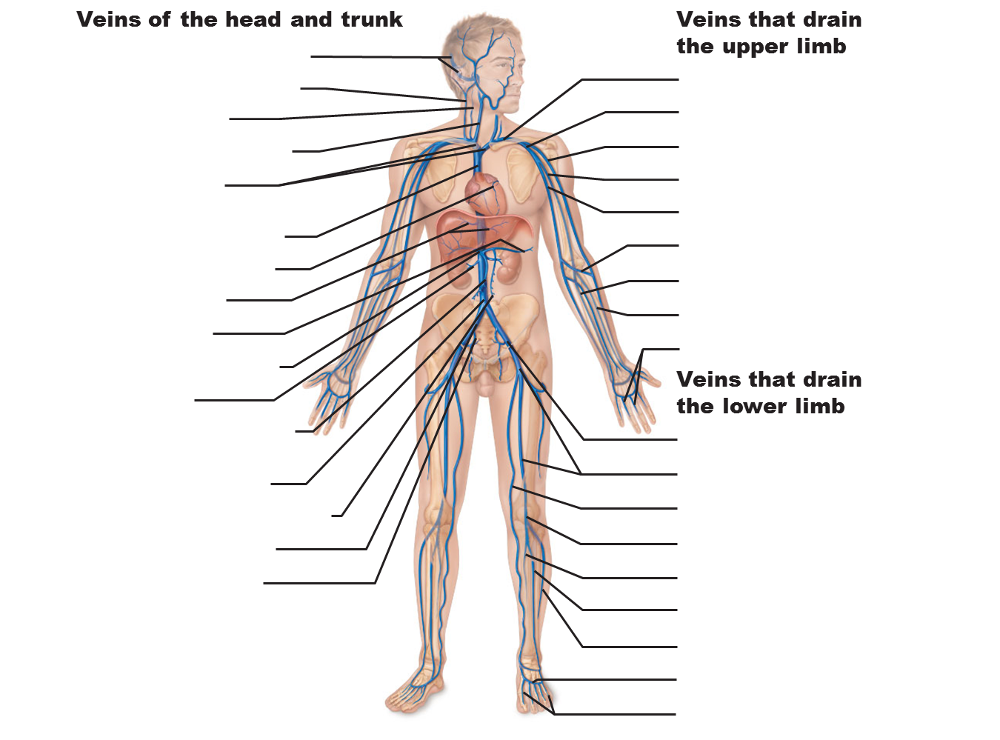 Veins of the head and trunk
Veins that drain
the upper limb
Veins that drain
the lower limb